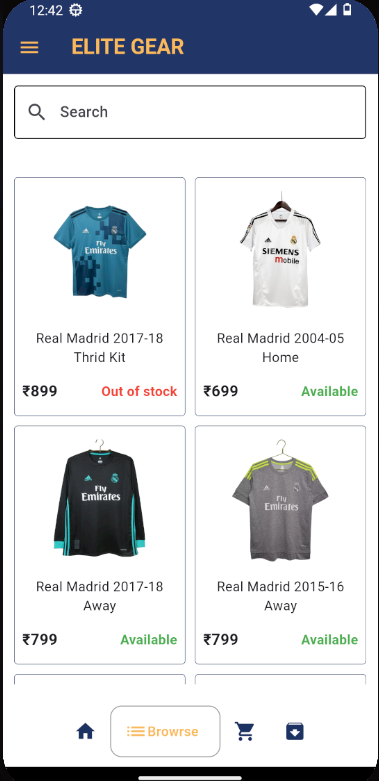 12:42
ELITE GEAR
Search
Fly
Emirates
SIEMENS
mobile
Real Madrid 2017-18
Thrid Kit
Real Madrid 2004-05
Home
₹899
Out of stock
₹699
Available
Fly
Emirates
Fly
Emirates
Real Madrid 2017-18
Away
Real Madrid 2015-16
Away
₹799
Available
₹799
Available
Browrse